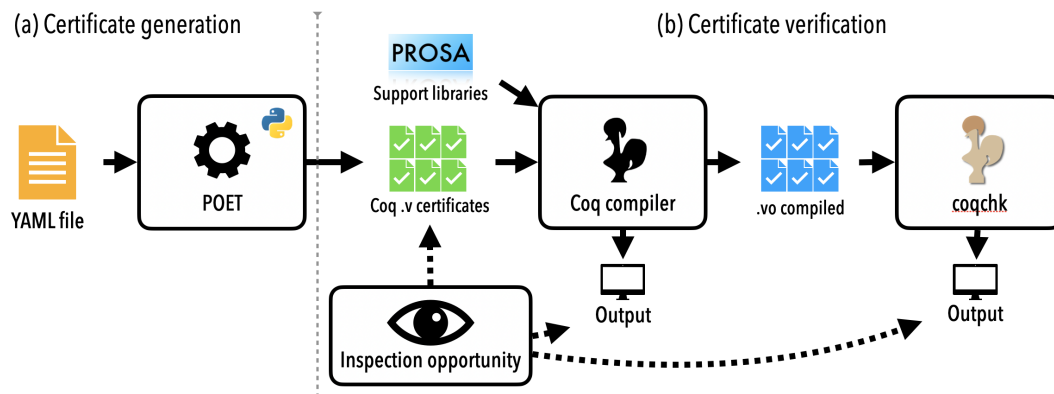 (a) Certificate generation
(b) Certificate verification
PROSA
Support libraries
YAML file
POET
Coq .v certificates
Coq compiler
.vo compiled
coqchk
Output
Output
Inspection opportunity